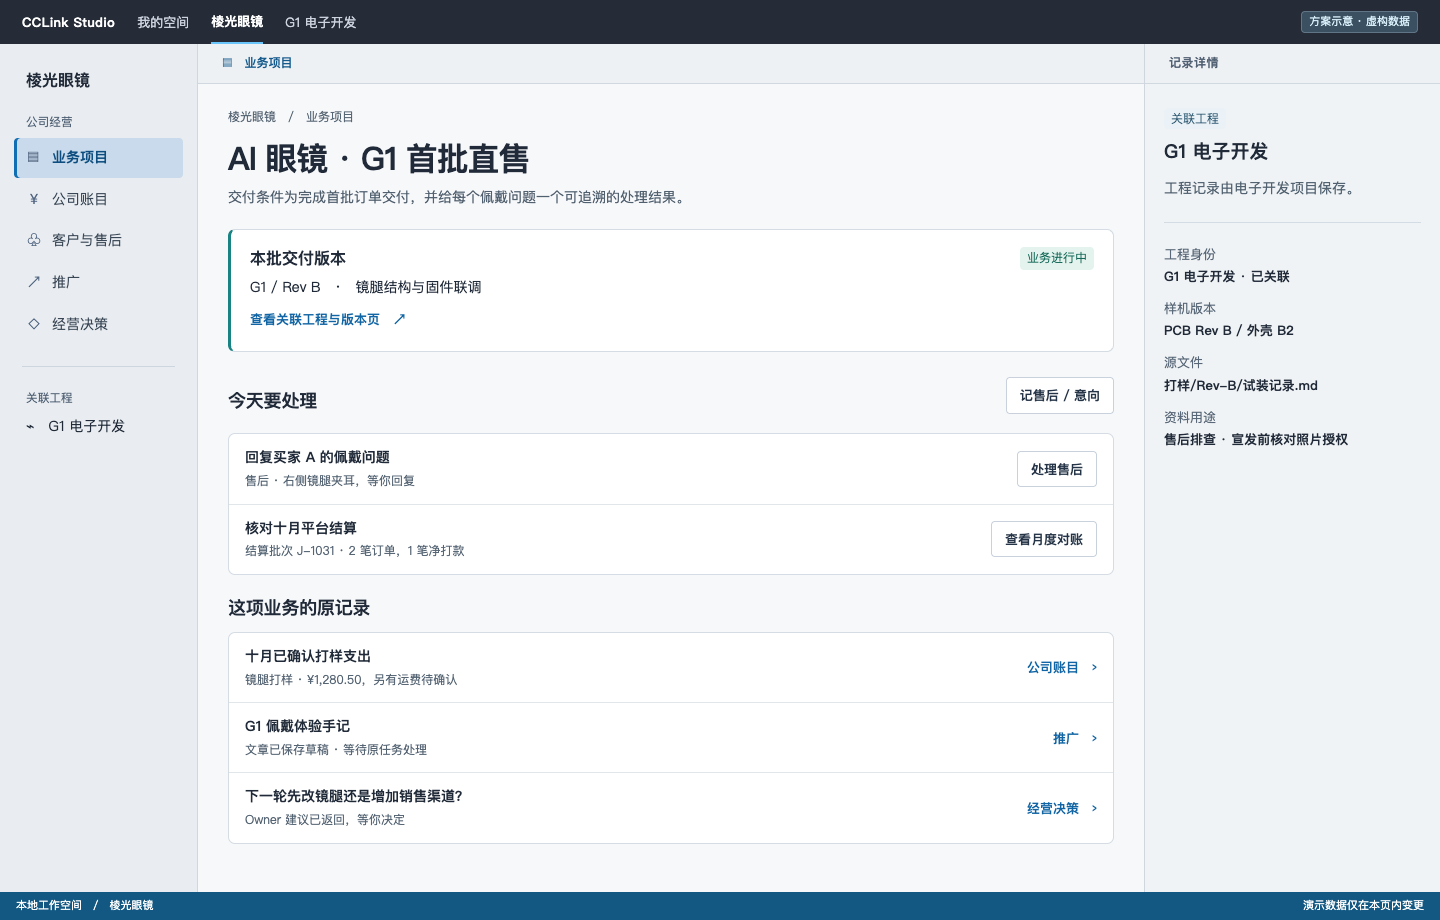 CCLink Studio
我的空间
棱光眼镜
G1 电子开发
方案示意 · 虚构数据
棱光眼镜
公司经营
业务项目
¥ 公司账目
客户与售后
推广
经营决策
关联工程
G1 电子开发
业务项目
棱光眼镜 / 业务项目
AI 眼镜 · G1 首批直售
交付条件为完成首批订单交付，并给每个佩戴问题一个可追溯的处理结果。
本批交付版本
业务进行中
G1 / Rev B · 镜腿结构与固件联调
查看关联工程与版本页 ↗
今天要处理
记售后 / 意向
回复买家 A 的佩戴问题
售后 · 右侧镜腿夹耳，等你回复
处理售后
核对十月平台结算
结算批次 J-1031 · 2 笔订单，1 笔净打款
查看月度对账
这项业务的原记录
十月已确认打样支出
镜腿打样 · ¥1,280.50，另有运费待确认
公司账目 ›
G1 佩戴体验手记
文章已保存草稿 · 等待原任务处理
推广 ›
下一轮先改镜腿还是增加销售渠道？
Owner 建议已返回，等你决定
经营决策 ›
记录详情
关联工程
G1 电子开发
工程记录由电子开发项目保存。
工程身份
G1 电子开发 · 已关联
样机版本
PCB Rev B / 外壳 B2
源文件
打样/Rev-B/试装记录.md
资料用途
售后排查 · 宣发前核对照片授权
本地工作空间 / 棱光眼镜
演示数据仅在本页内变更